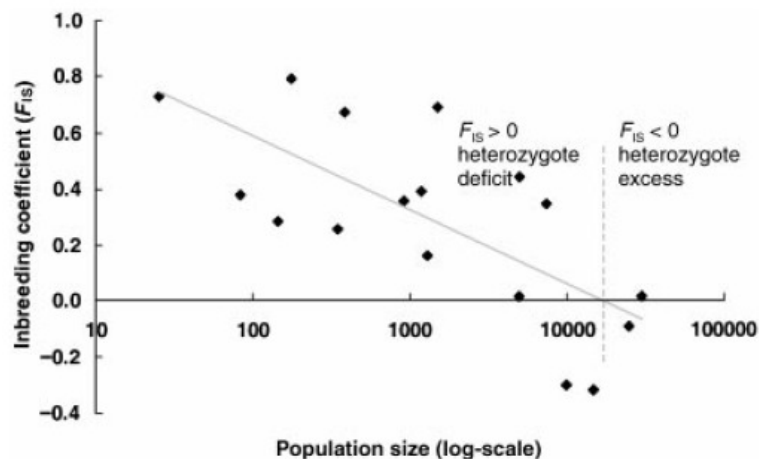 1.0
0.8
0.6
0.4
0.2
0.0
−0.2
−0.4
Inbreeding coefficient (FIS)
FIS > 0
heterozygote
deficit
FIS < 0
heterozygote
excess
10 100 1000 10000 100000
Population size (log-scale)